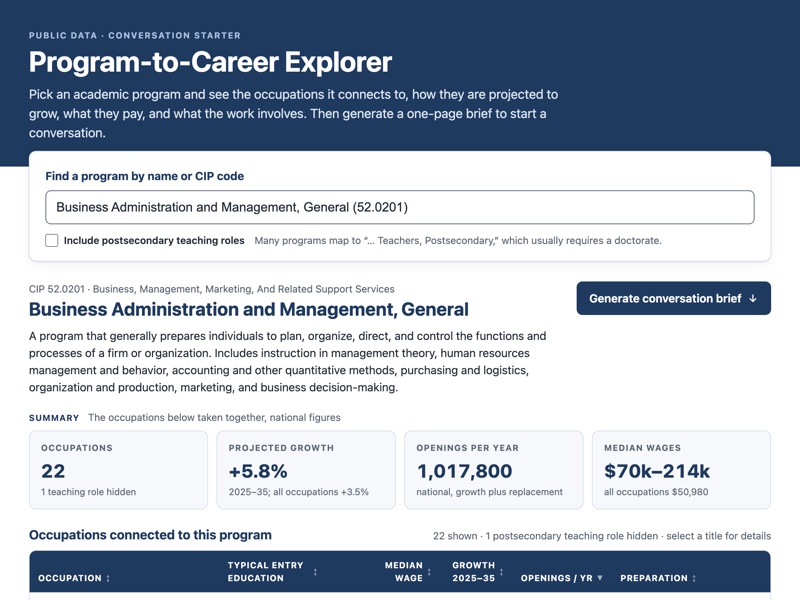 PUBLIC DATA · CONVERSATION STARTER
Program-to-Career Explorer
Pick an academic program and see the occupations it connects to, how they are projected to
grow, what they pay, and what the work involves. Then generate a one-page brief to start a
conversation.
Find a program by name or CIP code
Business Administration and Management, General (52.0201)
Include postsecondary teaching roles Many programs map to “... Teachers, Postsecondary,” which usually requires a doctorate.
CIP 52.0201 · Business, Management, Marketing, And Related Support Services
Business Administration and Management, General
Generate conversation brief ↓
A program that generally prepares individuals to plan, organize, direct, and control the functions and
processes of a firm or organization. Includes instruction in management theory, human resources
management and behavior, accounting and other quantitative methods, purchasing and logistics,
organization and production, marketing, and business decision-making.
SUMMARY The occupations below taken together, national figures
OCCUPATIONS
22
1 teaching role hidden
PROJECTED GROWTH
+5.8%
2025–35; all occupations +3.5%
OPENINGS PER YEAR
1,017,800
national, growth plus replacement
MEDIAN WAGES
$70k–214k
all occupations $50,980
Occupations connected to this program
22 shown · 1 postsecondary teaching role hidden · select a title for details
OCCUPATION ↕
TYPICAL ENTRY
EDUCATION ↕
MEDIAN
WAGE ↕
GROWTH
2025–35 ↕
OPENINGS / YR ▼
PREPARATION ↕